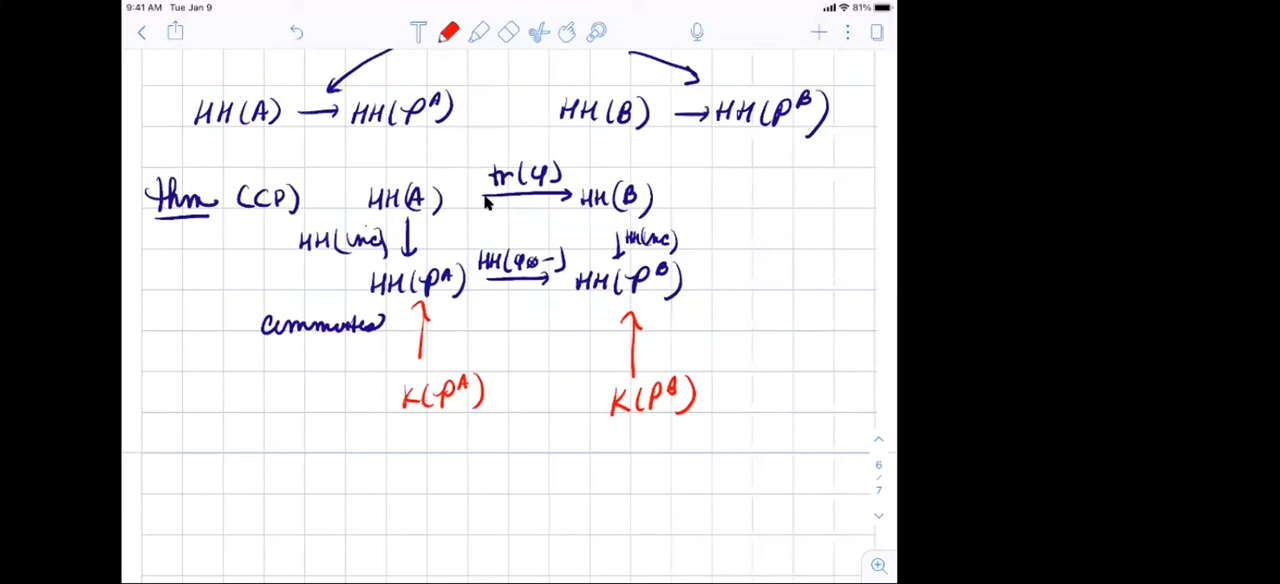 9:41 AM Tue Jan 9 81%
HH(A) → HH(P^A) HH(B) → HH(P^B)
tr(φ)
thm (CP) HH(A) → HH(B)
HH(inc) ↓ ↓ HH(inc)
HH(φ⊗-)
HH(P^A) → HH(P^B)
commutes
K(P^A) K(P^B)
6
/
7